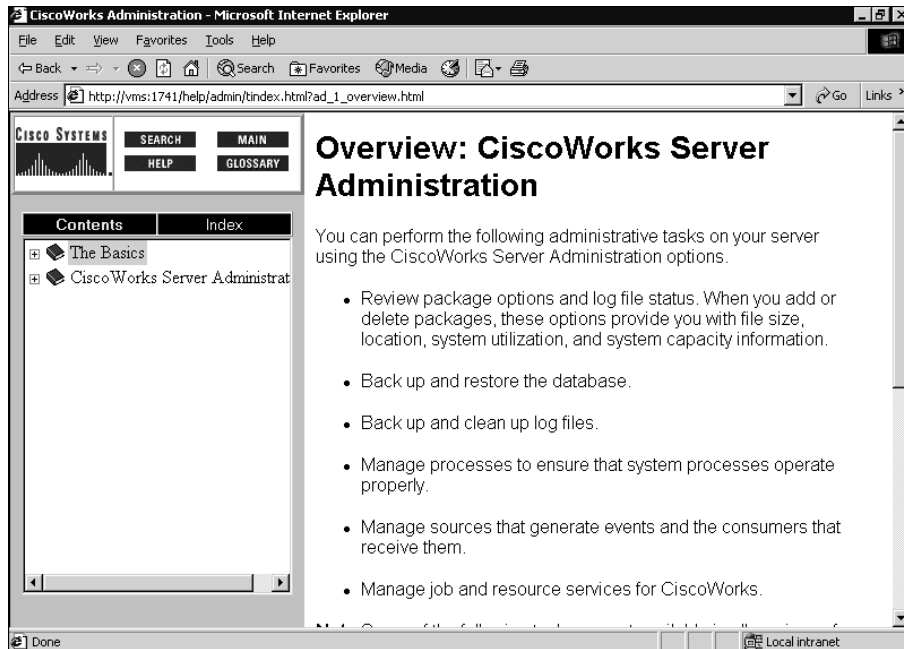 CiscoWorks Administration - Microsoft Internet Explorer
File Edit View Favorites Tools Help
Back Search Favorites Media
Address http://vms:1741/help/admin/tindex.html?ad_1_overview.html Go Links
CISCO SYSTEMS
SEARCH MAIN
HELP GLOSSARY
Contents Index
The Basics
CiscoWorks Server Administrat
Overview: CiscoWorks Server
Administration
You can perform the following administrative tasks on your server
using the CiscoWorks Server Administration options.
• Review package options and log file status. When you add or
delete packages, these options provide you with file size,
location, system utilization, and system capacity information.
• Back up and restore the database.
• Back up and clean up log files.
• Manage processes to ensure that system processes operate
properly.
• Manage sources that generate events and the consumers that
receive them.
• Manage job and resource services for CiscoWorks.
Done Local intranet